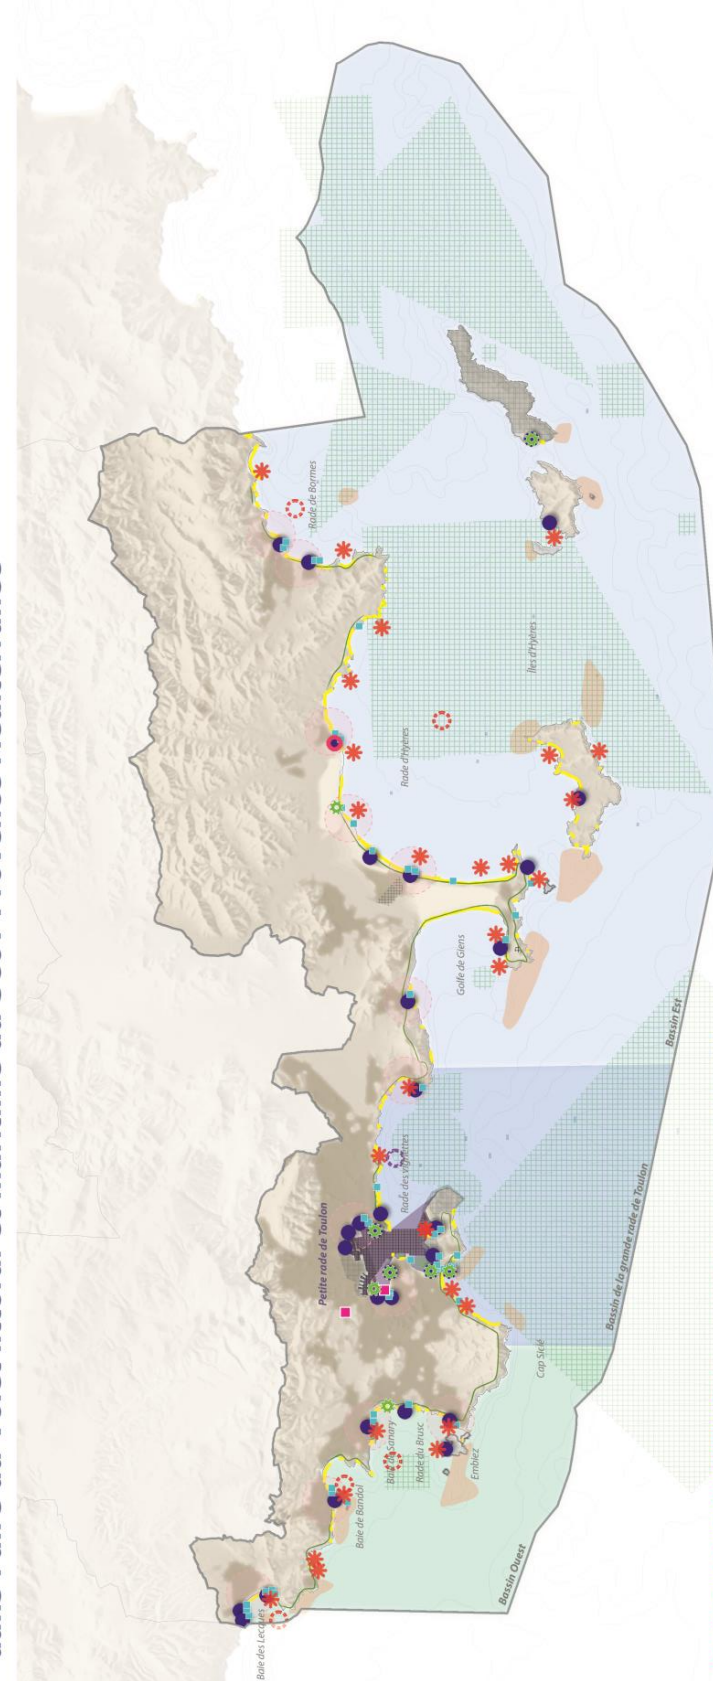 Baie des Lecques
Baie de Bandol
Baie de Sanary
Rade du Brusc
Embiez
Bassin Ouest
Cap Sicié
Petite rade de Toulon
Rade des Vignettes
Bassin de la grande rade de Toulon
Bassin Est
Golfe de Giens
Rade d'Hyères
Îles d'Hyères
Rade de Bormes